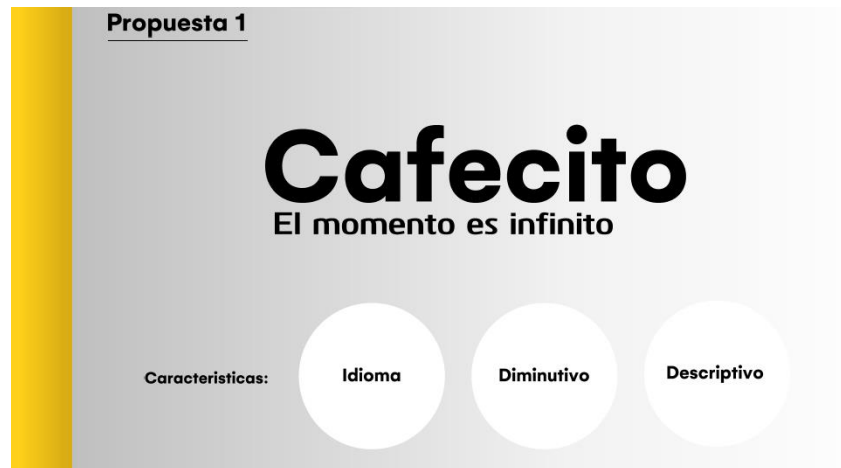 Propuesta 1
Cafecito
El momento es infinito
Caracteristicas:
Idioma
Diminutivo
Descriptivo